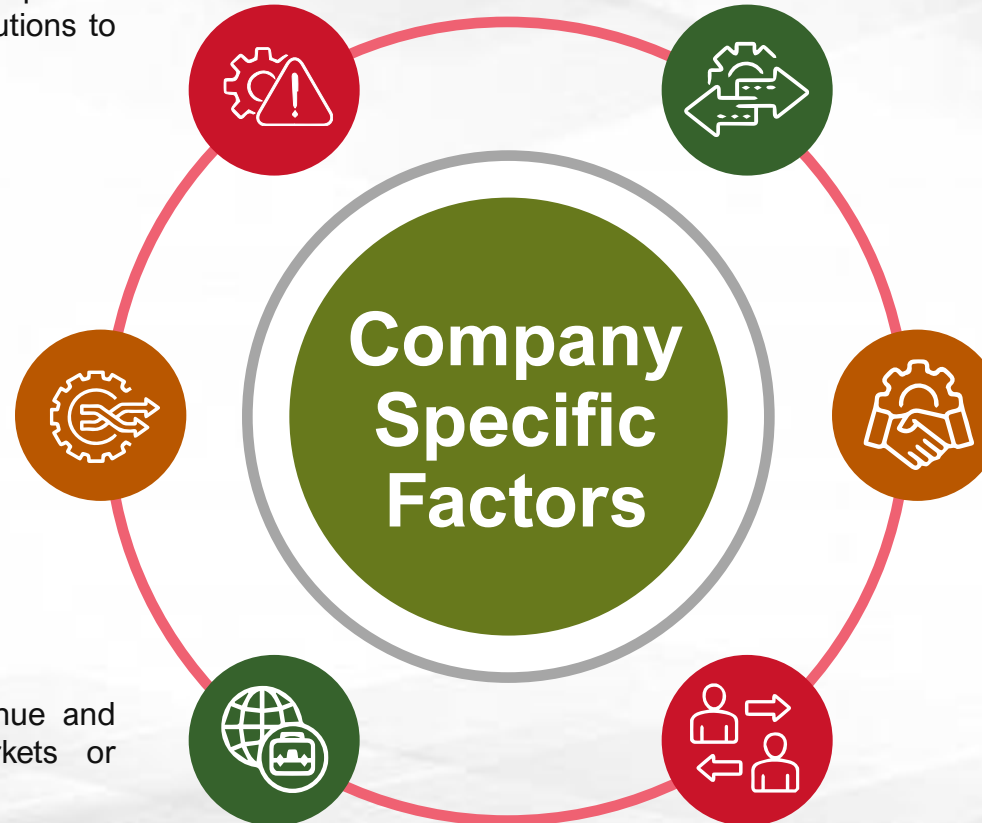 utions to
Company
Specific
Factors
nue and
kets or